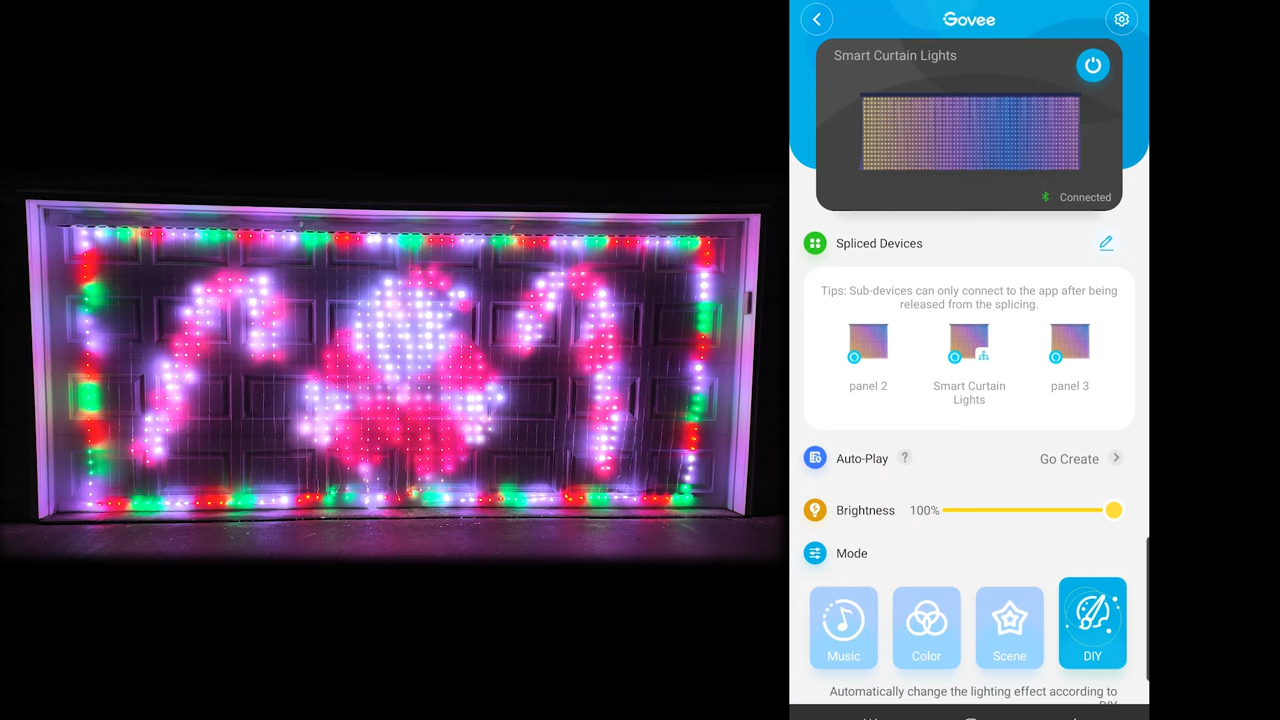 Govee
Smart Curtain Lights
Connected
Spliced Devices
Tips: Sub-devices can only connect to the app after being
released from the splicing.
panel 2
Smart Curtain
Lights
panel 3
Auto-Play ?
Go Create
Brightness 100%
Mode
Music
Color
Scene
DIY
Automatically change the lighting effect according to
DIY